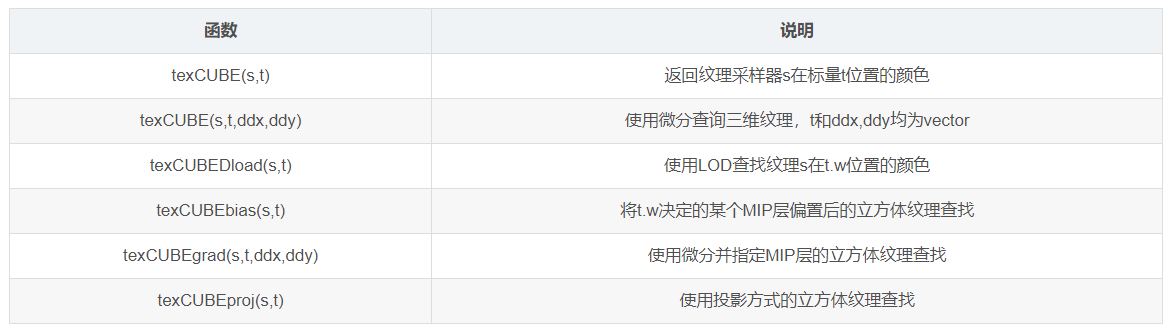 函数 说明
texCUBE(s,t) 返回纹理采样器s在标量t位置的颜色
texCUBE(s,t,ddx,ddy) 使用微分查询三维纹理，t和ddx,ddy均为vector
texCUBEDload(s,t) 使用LOD查找纹理s在t.w位置的颜色
texCUBEbias(s,t) 将t.w决定的某个MIP层偏置后的立方体纹理查找
texCUBEgrad(s,t,ddx,ddy) 使用微分并指定MIP层的立方体纹理查找
texCUBEproj(s,t) 使用投影方式的立方体纹理查找